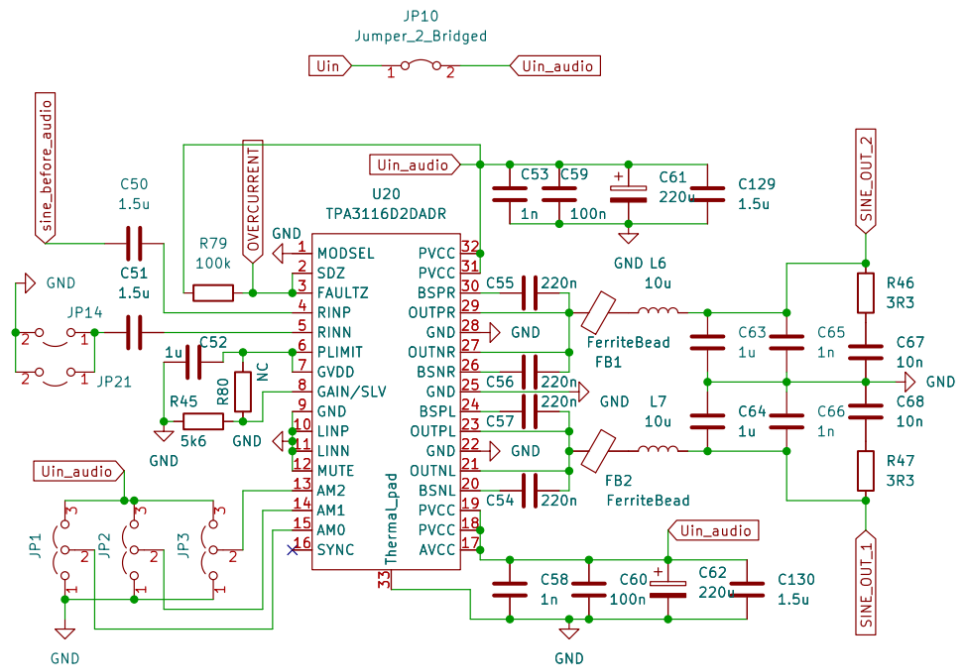 JP10
Jumper_2_Bridged
Uin
1
2
Uin_audio
sine_before_audio
OVERCURRENT
Uin_audio
SINE_OUT_2
C50
1.5u
C51
1.5u
R79
100k
GND
GND
JP14
2
1
2
1
JP21
C52
1u
R80
NC
R45
5k6
GND
GND
U20
TPA3116D2DADR
1 MODSEL
2 SDZ
3 FAULTZ
4 RINP
5 RINN
6 PLIMIT
7 GVDD
8 GAIN/SLV
9 GND
10 LINP
11 LINN
12 MUTE
13 AM2
14 AM1
15 AM0
16 SYNC
Thermal_pad
33
PVCC 32
PVCC 31
BSPR 30
OUTPR 29
GND 28
OUTNR 27
BSNR 26
GND 25
BSPL 24
OUTPL 23
GND 22
OUTNL 21
BSNL 20
PVCC 19
PVCC 18
AVCC 17
C53
1n
C59
100n
+
C61
220u
C129
1.5u
GND
C55
220n
GND
C56
220n
GND
C57
220n
GND
C54
220n
FerriteBead
FB1
L6
10u
FB2
FerriteBead
L7
10u
C63
1u
C65
1n
C64
1u
C66
1n
R46
3R3
C67
10n
GND
C68
10n
R47
3R3
SINE_OUT_1
Uin_audio
JP1
3
2
1
JP2
3
2
1
JP3
3
2
1
GND
Uin_audio
C58
1n
C60
100n
+
C62
220u
C130
1.5u
GND